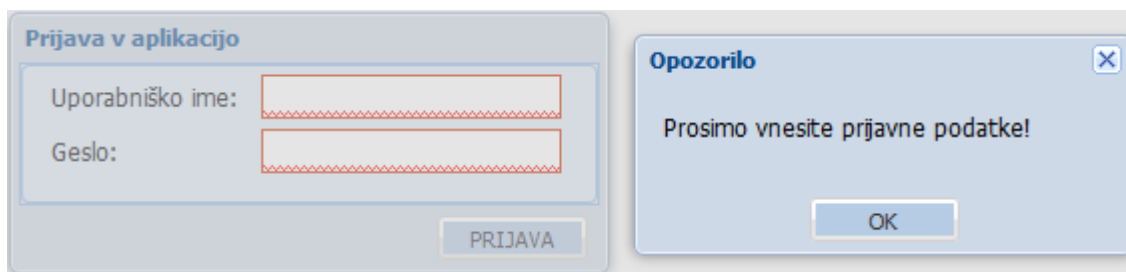 Prijava v aplikacijo
Uporabniško ime:
Geslo:
PRIJAVA
Opozorilo
Prosimo vnesite prijavne podatke!
OK